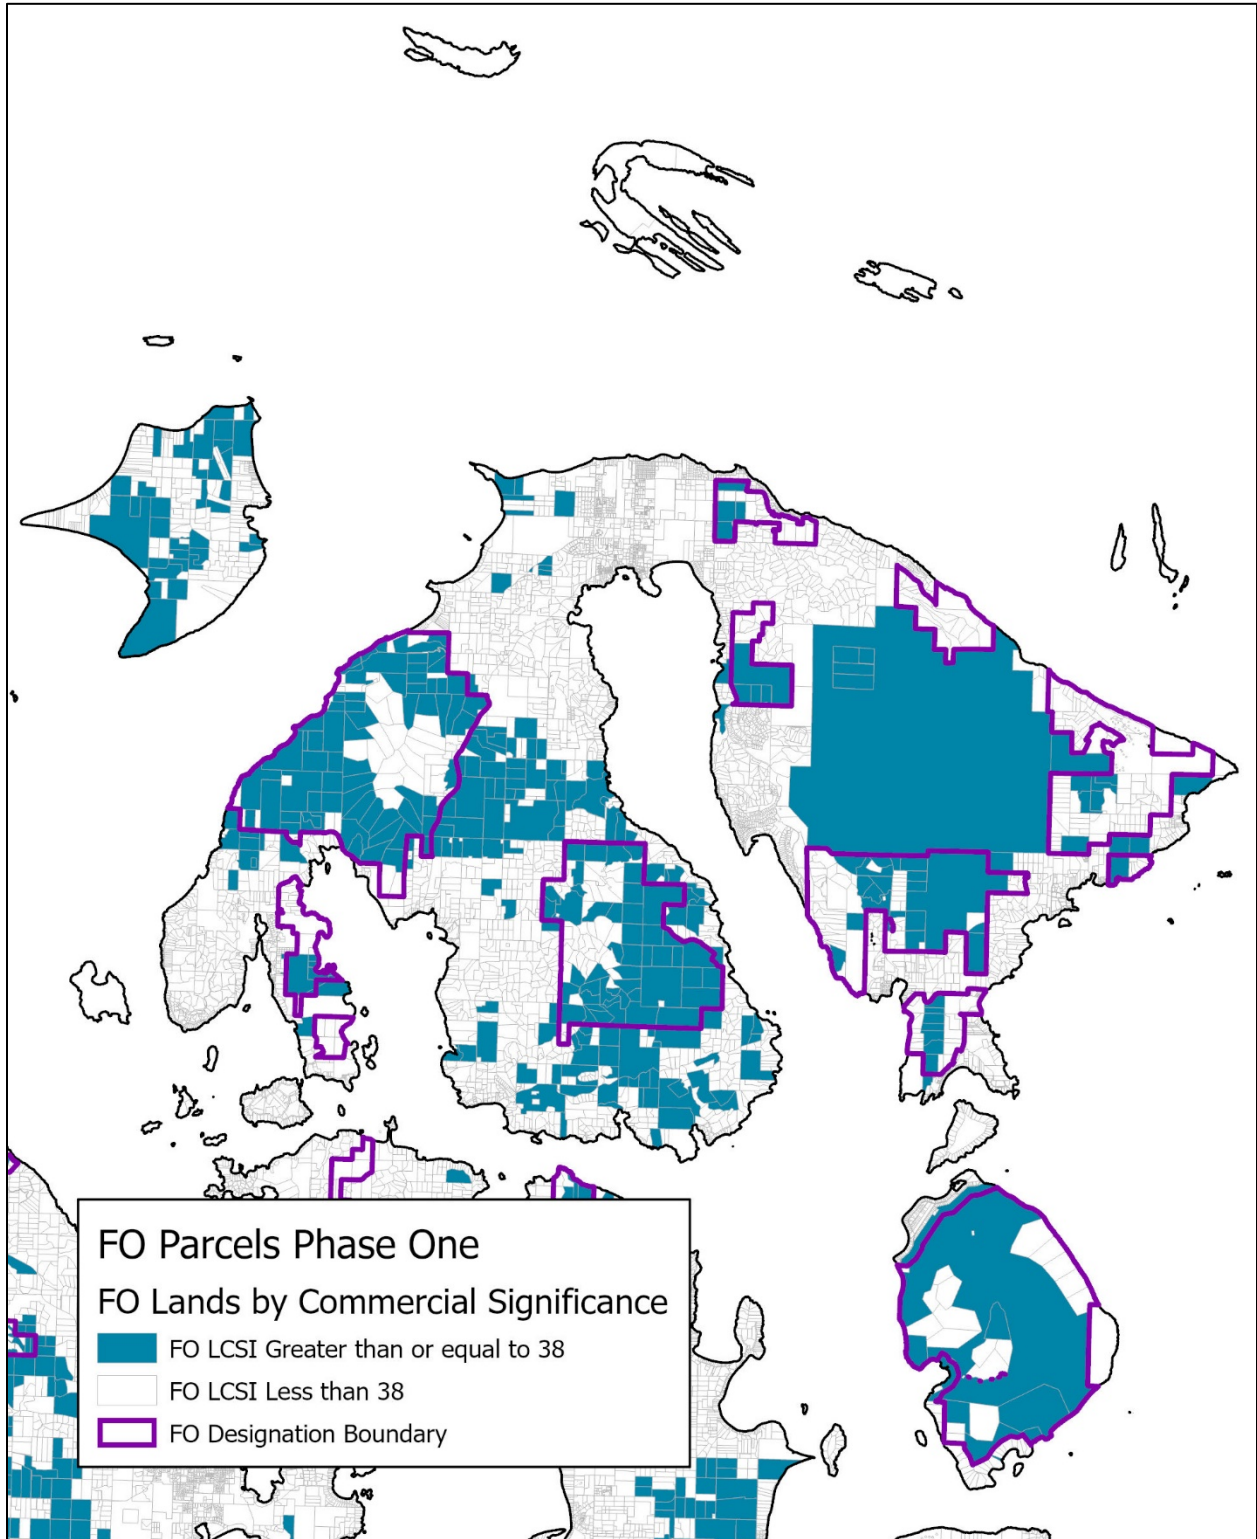 FO Parcels Phase One
FO Lands by Commercial Significance
FO LCSI Greater than or equal to 38
FO LCSI Less than 38
FO Designation Boundary